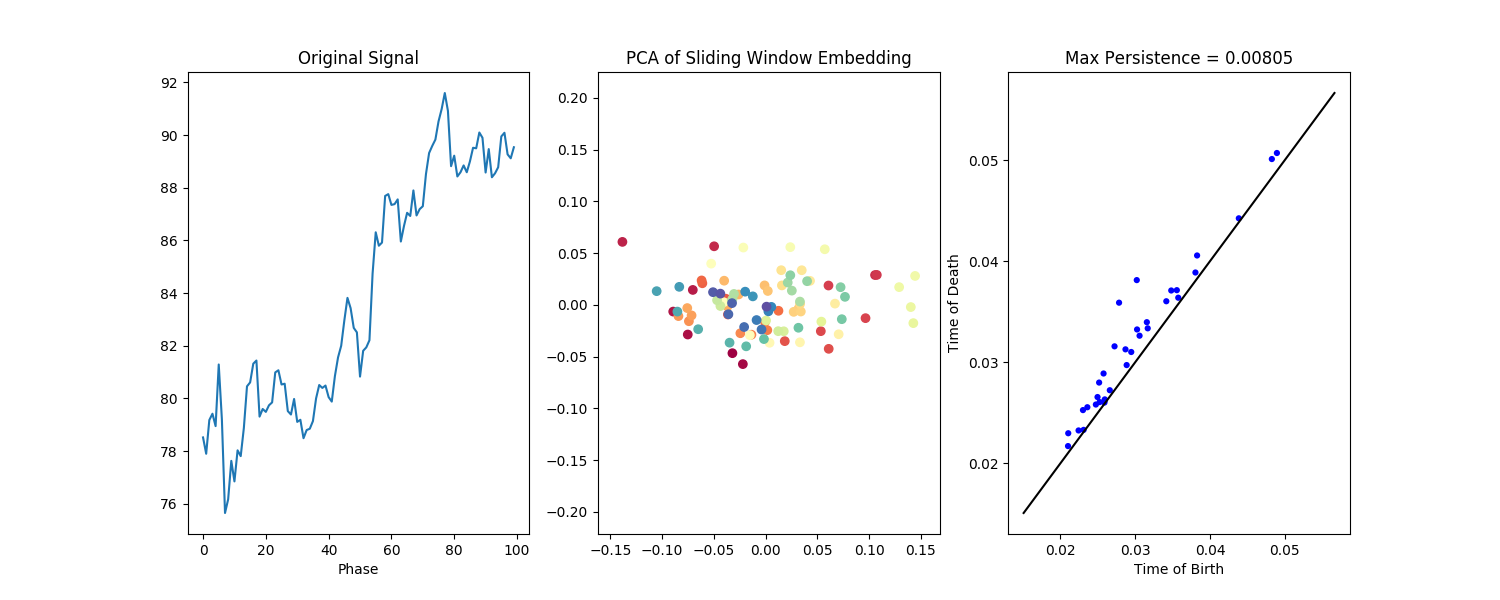 Original Signal
92
90
88
86
84
82
80
78
76
0 20 40 60 80 100
Phase
PCA of Sliding Window Embedding
0.20
0.15
0.10
0.05
0.00
−0.05
−0.10
−0.15
−0.20
−0.15 −0.10 −0.05 0.00 0.05 0.10 0.15
Max Persistence = 0.00805
Time of Death
0.05
0.04
0.03
0.02
0.02 0.03 0.04 0.05
Time of Birth